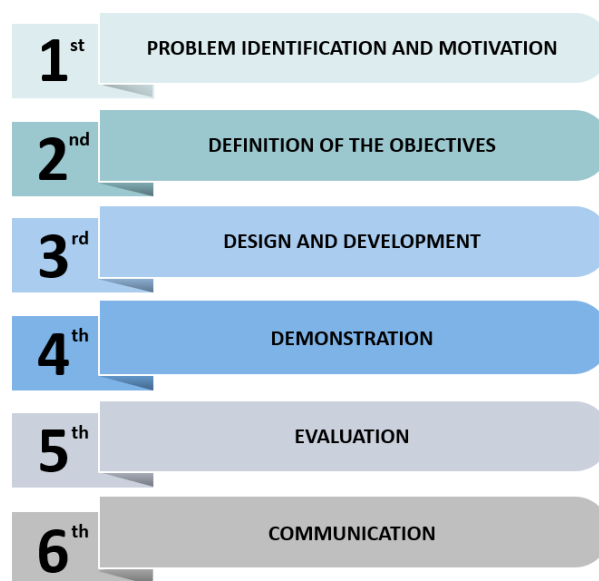 1st PROBLEM IDENTIFICATION AND MOTIVATION
2nd DEFINITION OF THE OBJECTIVES
3rd DESIGN AND DEVELOPMENT
4th DEMONSTRATION
5th EVALUATION
6th COMMUNICATION